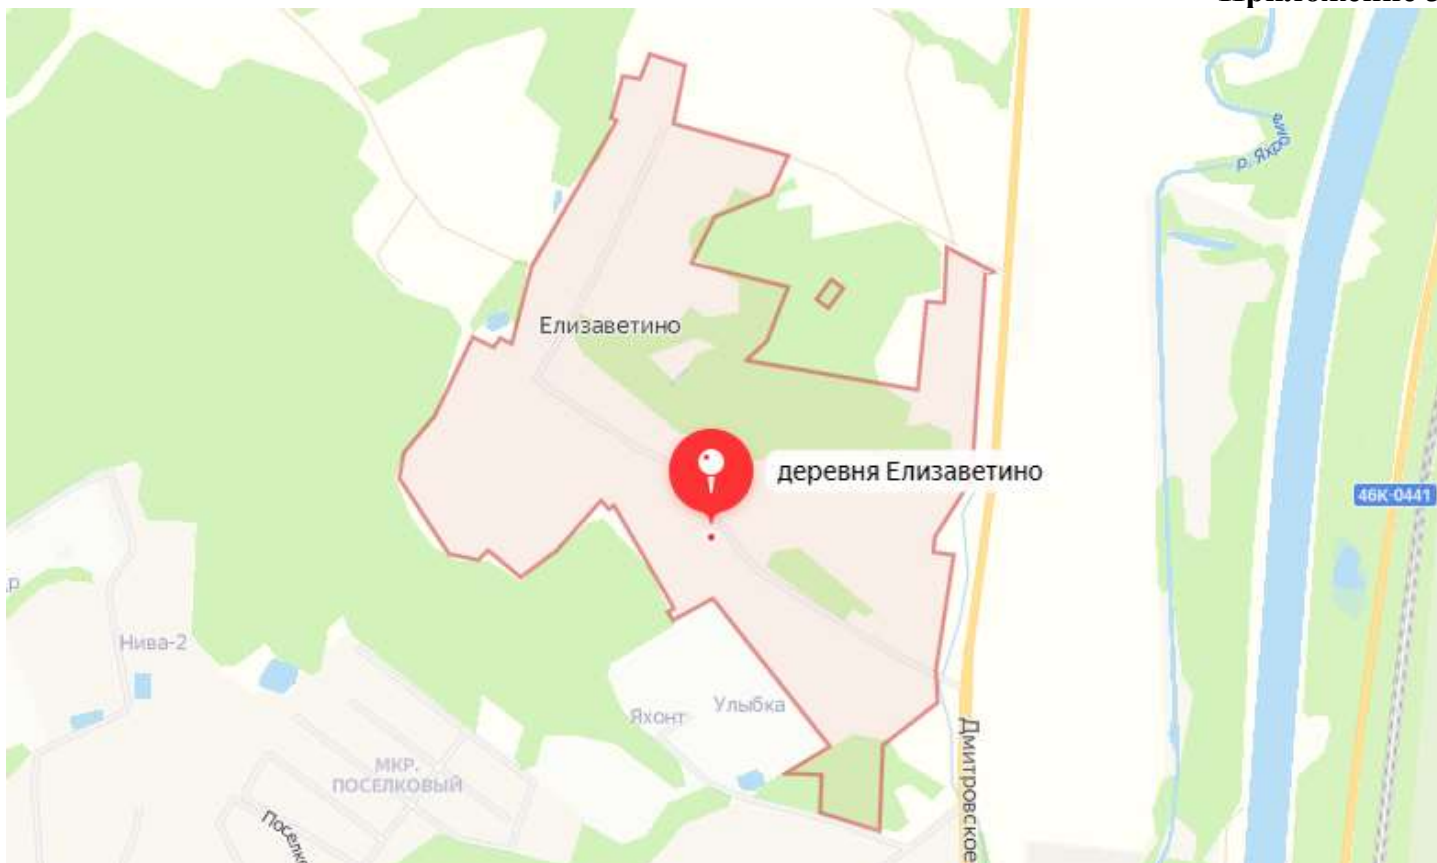 Приложение 3
р. Яхрома
Елизаветино
деревня Елизаветино
46К-0441
Нива-2
Яхонт
Улыбка
МКР.
ПОСЕЛКОВЫЙ
Дмитровское